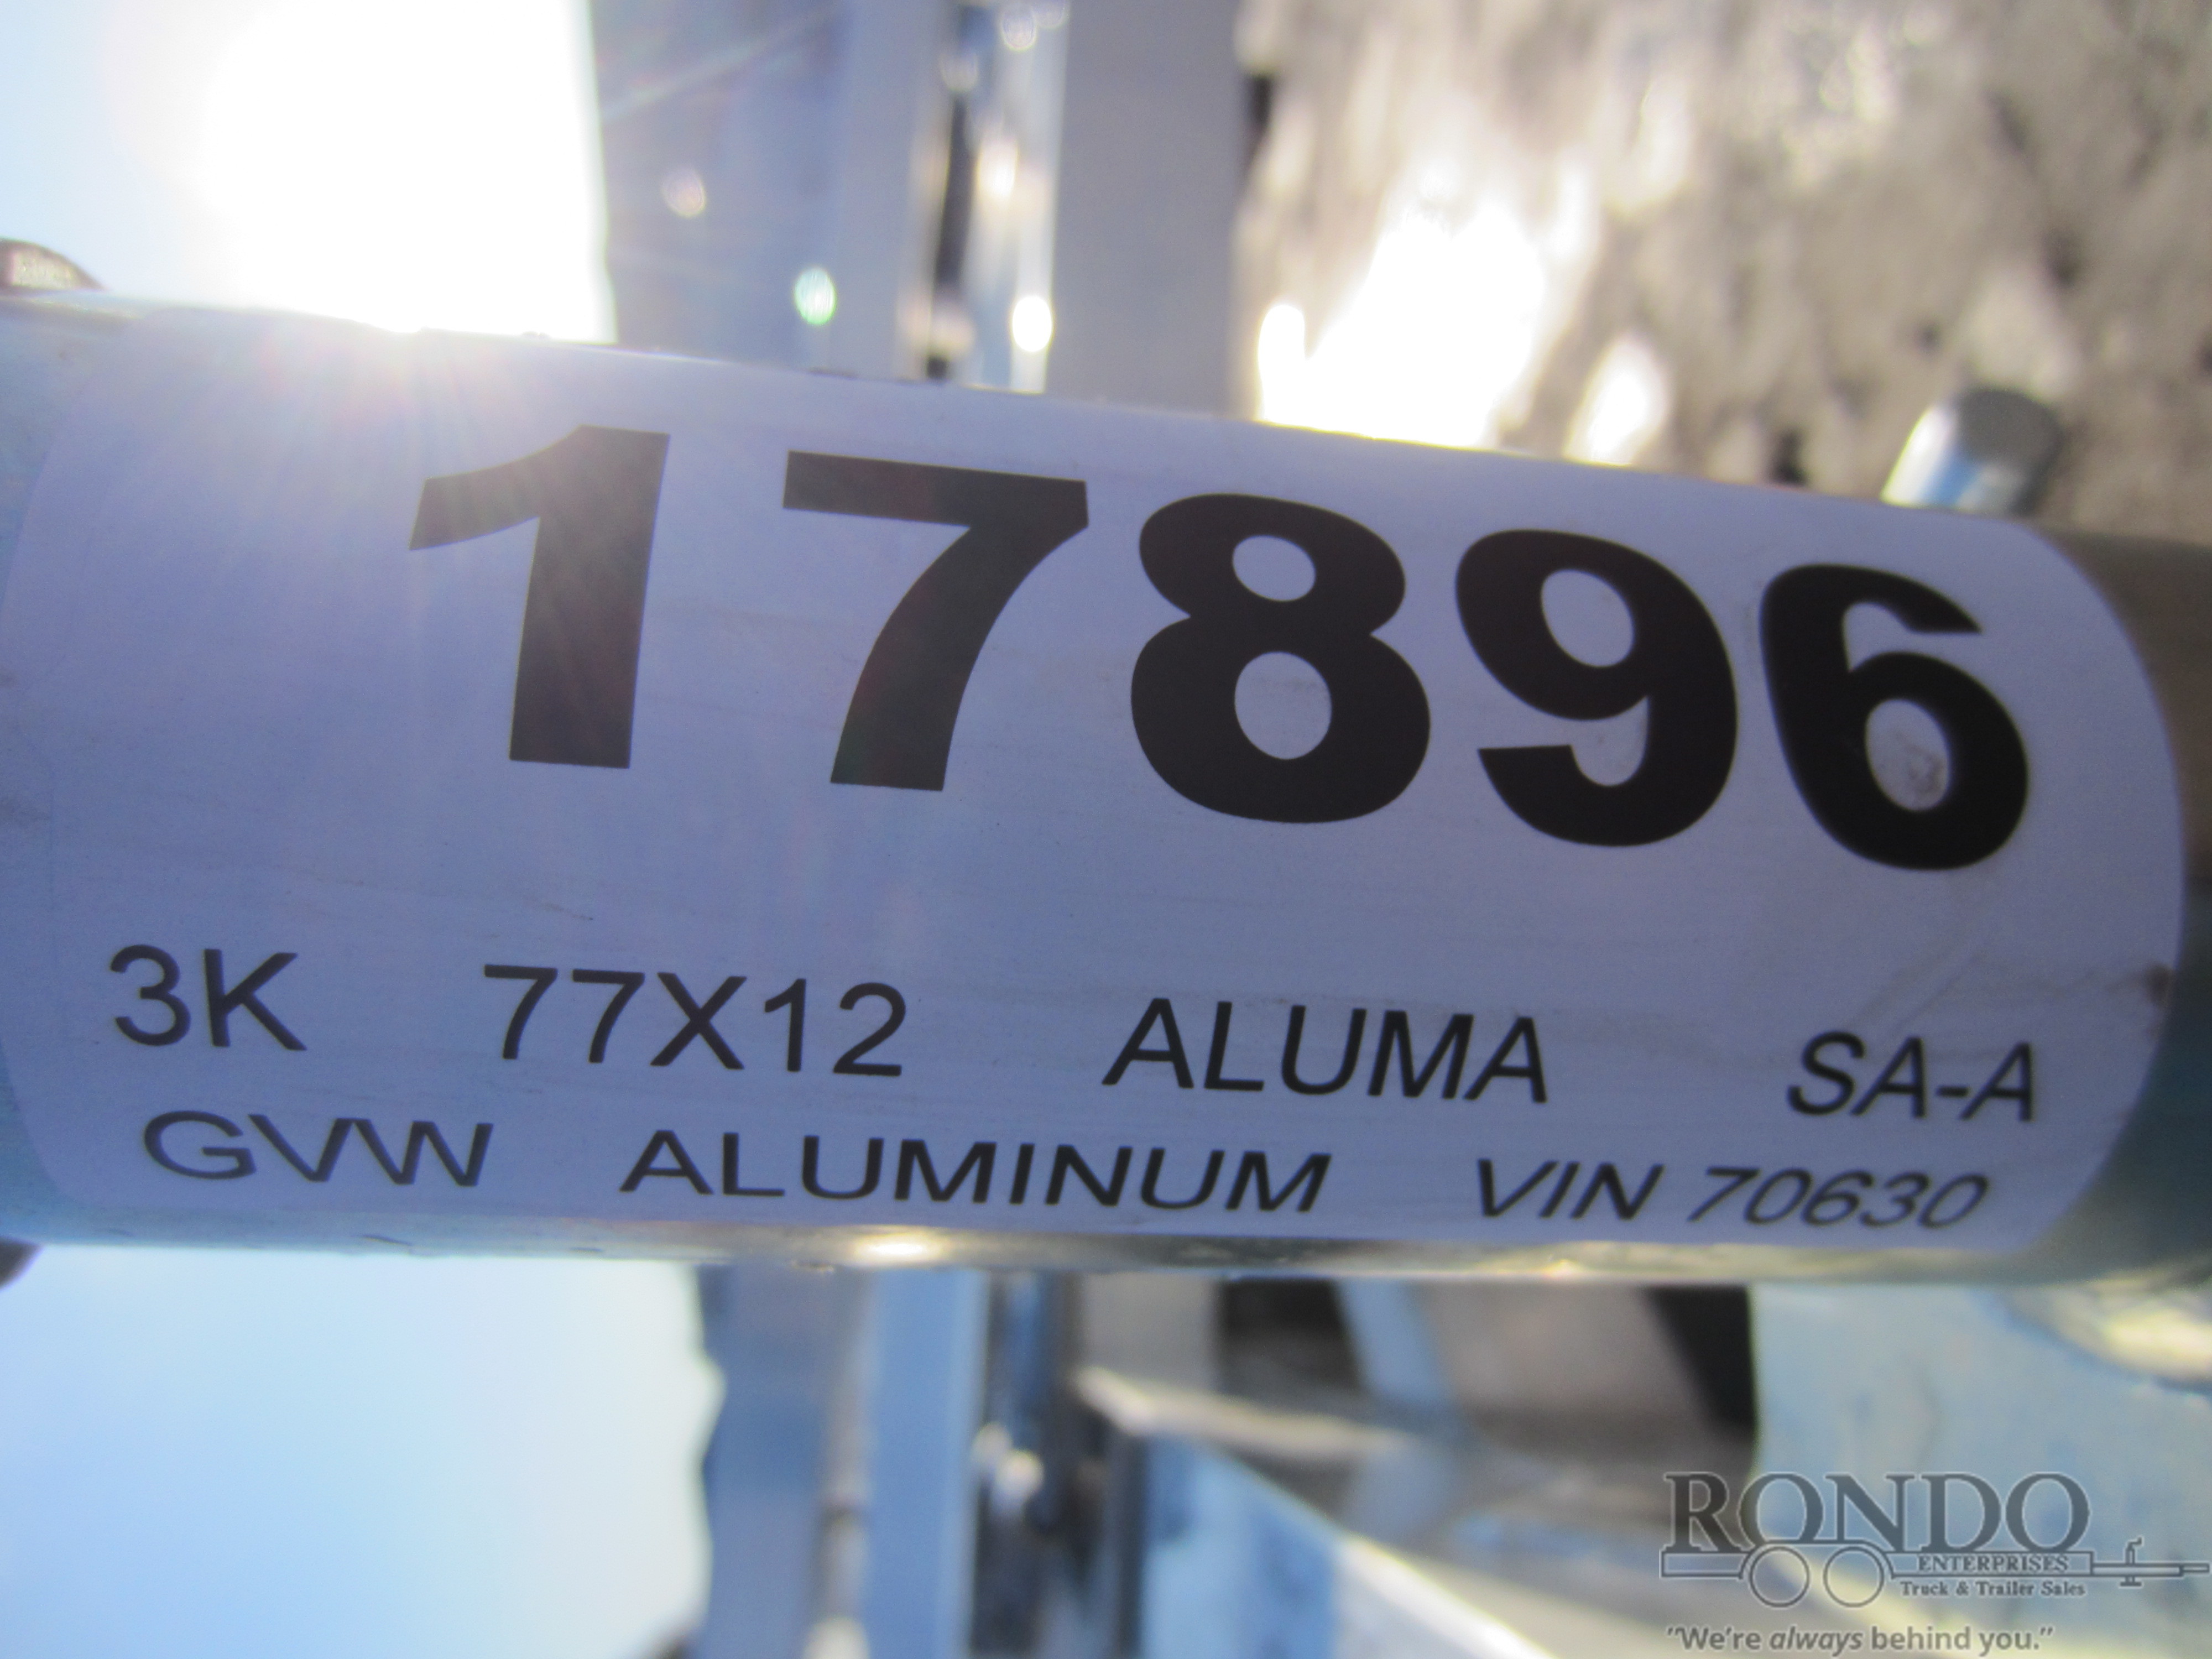 17896
3K 77X12 ALUMA SA-A
GVW ALUMINUM VIN 70630
RONDO
ENTERPRISES
Truck & Trailer Sales
"We're always behind you."